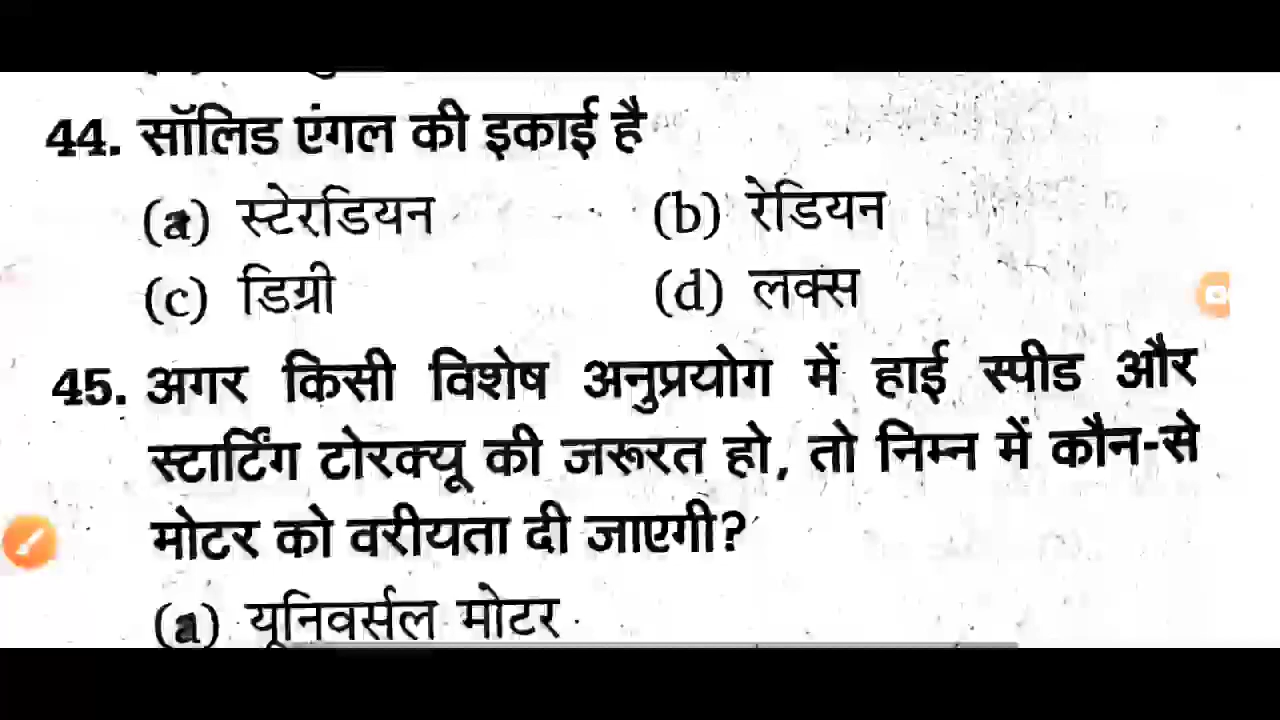 44. सॉलिड एंगल की इकाई है
(a) स्टेरडियन (b) रेडियन
(c) डिग्री (d) लक्स
45. अगर किसी विशेष अनुप्रयोग में हाई स्पीड और
स्टार्टिंग टोरक्यू की जरूरत हो, तो निम्न में कौन-से
मोटर को वरीयता दी जाएगी?
(a) यूनिवर्सल मोटर